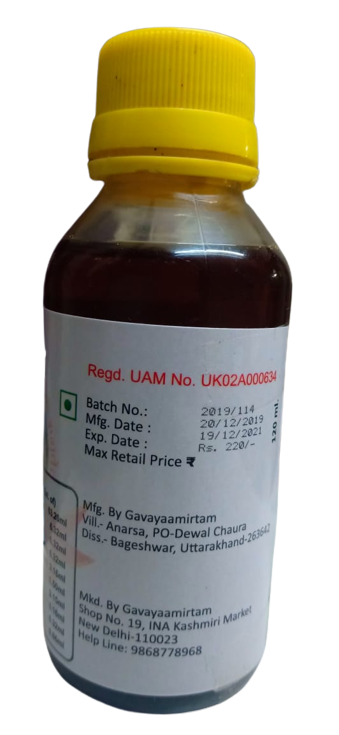 Regd. UAM No. UK02A000634
Batch No.: 2019/114
Mfg. Date : 20/12/2019
Exp. Date : 19/12/2021
Max Retail Price ₹ Rs. 220/-
120 ml.
Mfg. By Gavayaamirtam
Vill.- Anarsa, PO-Dewal Chaura
Diss.- Bageshwar, Uttarakhand-263642
Mkd. By Gavayaamirtam
Shop No. 19, INA Kashmiri Market
New Delhi-110023
Help Line: 9868778968